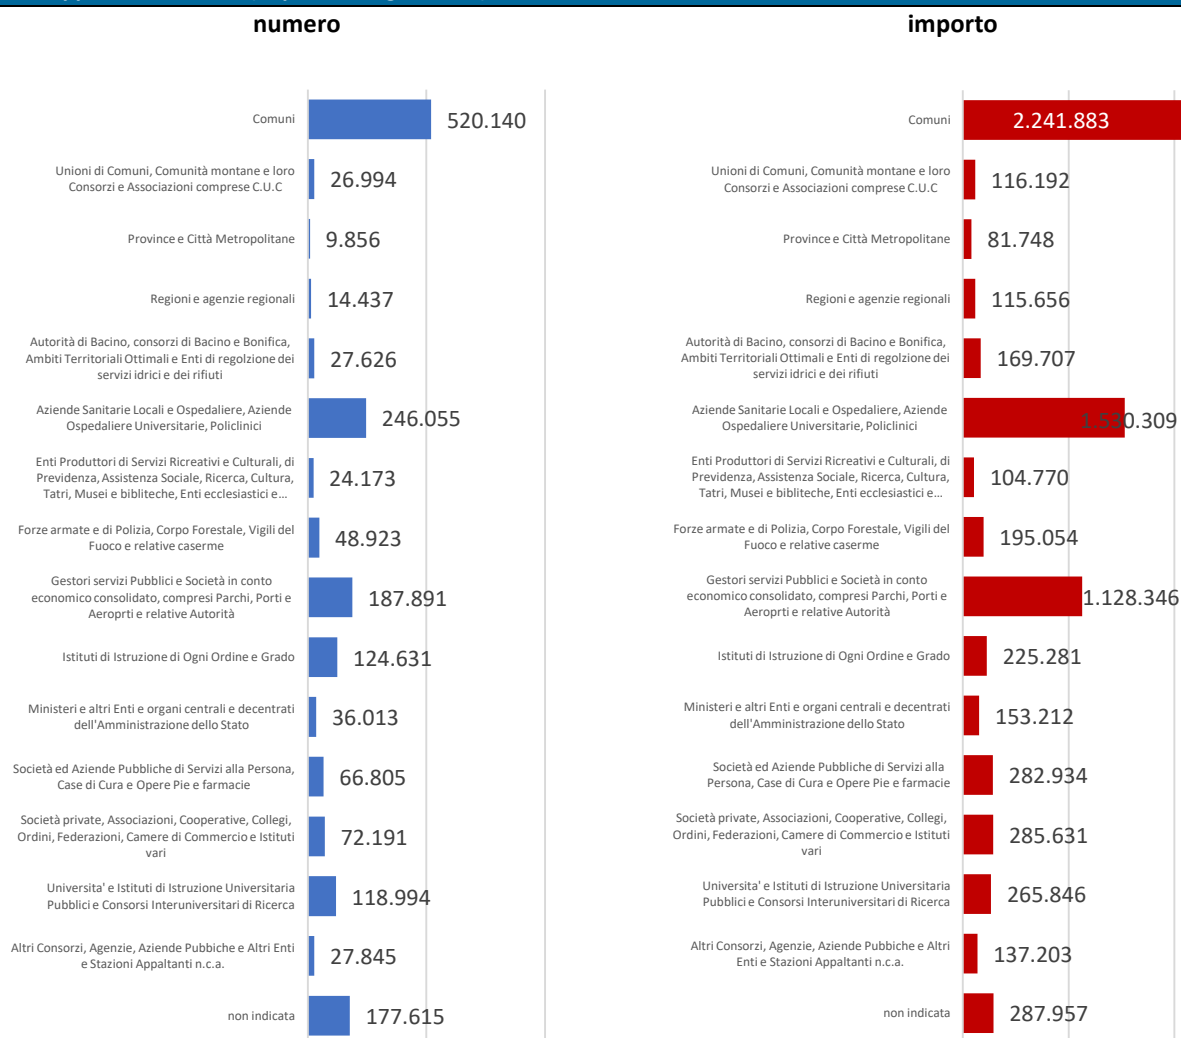 numero
Comuni
520.140
Unioni di Comuni, Comunità montane e loro
Consorzi e Associazioni comprese C.U.C
26.994
Province e Città Metropolitane
9.856
Regioni e agenzie regionali
14.437
Autorità di Bacino, consorzi di Bacino e Bonifica,
Ambiti Territoriali Ottimali e Enti di regolzione dei
servizi idrici e dei rifiuti
27.626
Aziende Sanitarie Locali e Ospedaliere, Aziende
Ospedaliere Universitarie, Policlinici
246.055
Enti Produttori di Servizi Ricreativi e Culturali, di
Previdenza, Assistenza Sociale, Ricerca, Cultura,
Tatri, Musei e bibliteche, Enti ecclesiastici e...
24.173
Forze armate e di Polizia, Corpo Forestale, Vigili del
Fuoco e relative caserme
48.923
Gestori servizi Pubblici e Società in conto
economico consolidato, compresi Parchi, Porti e
Aeroprti e relative Autorità
187.891
Istituti di Istruzione di Ogni Ordine e Grado
124.631
Ministeri e altri Enti e organi centrali e decentrati
dell'Amministrazione dello Stato
36.013
Società ed Aziende Pubbliche di Servizi alla Persona,
Case di Cura e Opere Pie e farmacie
66.805
Società private, Associazioni, Cooperative, Collegi,
Ordini, Federazioni, Camere di Commercio e Istituti
vari
72.191
Universita' e Istituti di Istruzione Universitaria
Pubblici e Consorsi Interuniversitari di Ricerca
118.994
Altri Consorzi, Agenzie, Aziende Pubbiche e Altri Enti
e Stazioni Appaltanti n.c.a.
27.845
non indicata
177.615
importo
Comuni
2.241.883
Unioni di Comuni, Comunità montane e loro
Consorzi e Associazioni comprese C.U.C
116.192
Province e Città Metropolitane
81.748
Regioni e agenzie regionali
115.656
Autorità di Bacino, consorzi di Bacino e Bonifica,
Ambiti Territoriali Ottimali e Enti di regolzione dei
servizi idrici e dei rifiuti
169.707
Aziende Sanitarie Locali e Ospedaliere, Aziende
Ospedaliere Universitarie, Policlinici
1.530.309
Enti Produttori di Servizi Ricreativi e Culturali, di
Previdenza, Assistenza Sociale, Ricerca, Cultura,
Tatri, Musei e bibliteche, Enti ecclesiastici e...
104.770
Forze armate e di Polizia, Corpo Forestale, Vigili del
Fuoco e relative caserme
195.054
Gestori servizi Pubblici e Società in conto
economico consolidato, compresi Parchi, Porti e
Aeroprti e relative Autorità
1.128.346
Istituti di Istruzione di Ogni Ordine e Grado
225.281
Ministeri e altri Enti e organi centrali e decentrati
dell'Amministrazione dello Stato
153.212
Società ed Aziende Pubbliche di Servizi alla
Persona, Case di Cura e Opere Pie e farmacie
282.934
Società private, Associazioni, Cooperative, Collegi,
Ordini, Federazioni, Camere di Commercio e Istituti
vari
285.631
Universita' e Istituti di Istruzione Universitaria
Pubblici e Consorsi Interuniversitari di Ricerca
265.846
Altri Consorzi, Agenzie, Aziende Pubbiche e Altri
Enti e Stazioni Appaltanti n.c.a.
137.203
non indicata
287.957